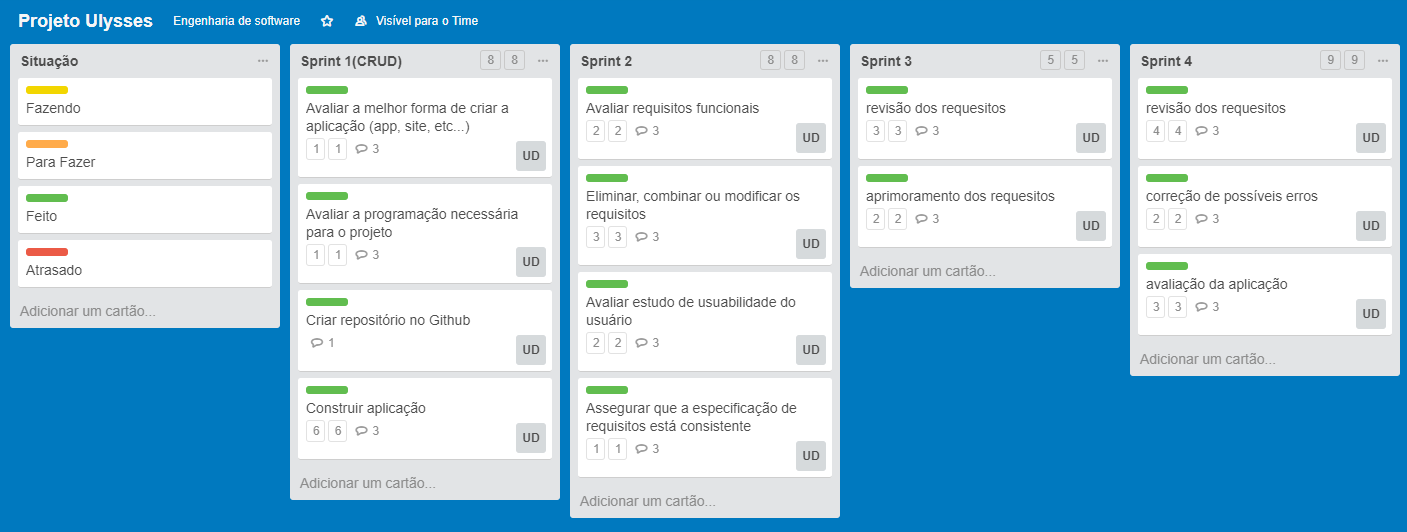 Projeto Ulysses Engenharia de software Visível para o Time
Situação
Fazendo
Para Fazer
Feito
Atrasado
Adicionar um cartão...
Sprint 1(CRUD) 8 8
Avaliar a melhor forma de criar a
aplicação (app, site, etc...)
1 1 3
UD
Avaliar a programação necessária
para o projeto
1 1 3
UD
Criar repositório no Github
1
UD
Construir aplicação
6 6 3
UD
Adicionar um cartão...
Sprint 2 8 8
Avaliar requisitos funcionais
2 2 3
UD
Eliminar, combinar ou modificar os
requisitos
3 3 3
UD
Avaliar estudo de usuabilidade do
usuário
2 2 3
UD
Assegurar que a especificação de
requisitos está consistente
1 1 3
UD
Adicionar um cartão...
Sprint 3 5 5
revisão dos requesitos
3 3 3
UD
aprimoramento dos requesitos
2 2 3
UD
Adicionar um cartão...
Sprint 4 9 9
revisão dos requesitos
4 4 3
UD
correção de possíveis erros
2 2 3
UD
avaliação da aplicação
3 3 3
UD
Adicionar um cartão...